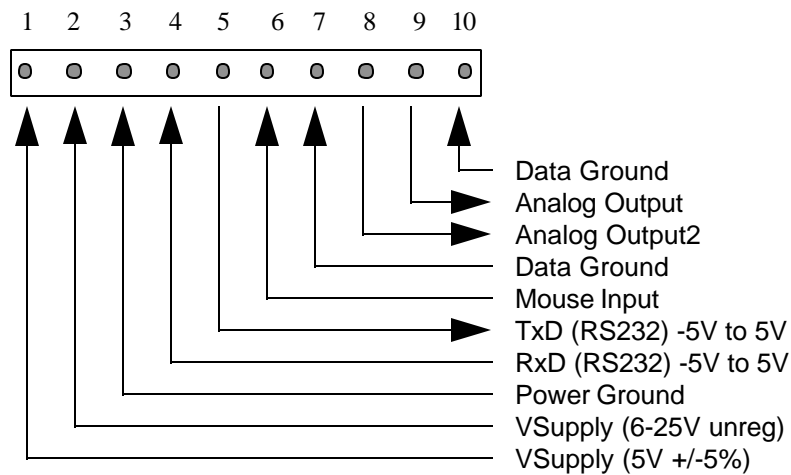 1 2 3 4 5 6 7 8 9 10
Data Ground
Analog Output
Analog Output2
Data Ground
Mouse Input
TxD (RS232) -5V to 5V
RxD (RS232) -5V to 5V
Power Ground
VSupply (6-25V unreg)
VSupply (5V +/-5%)